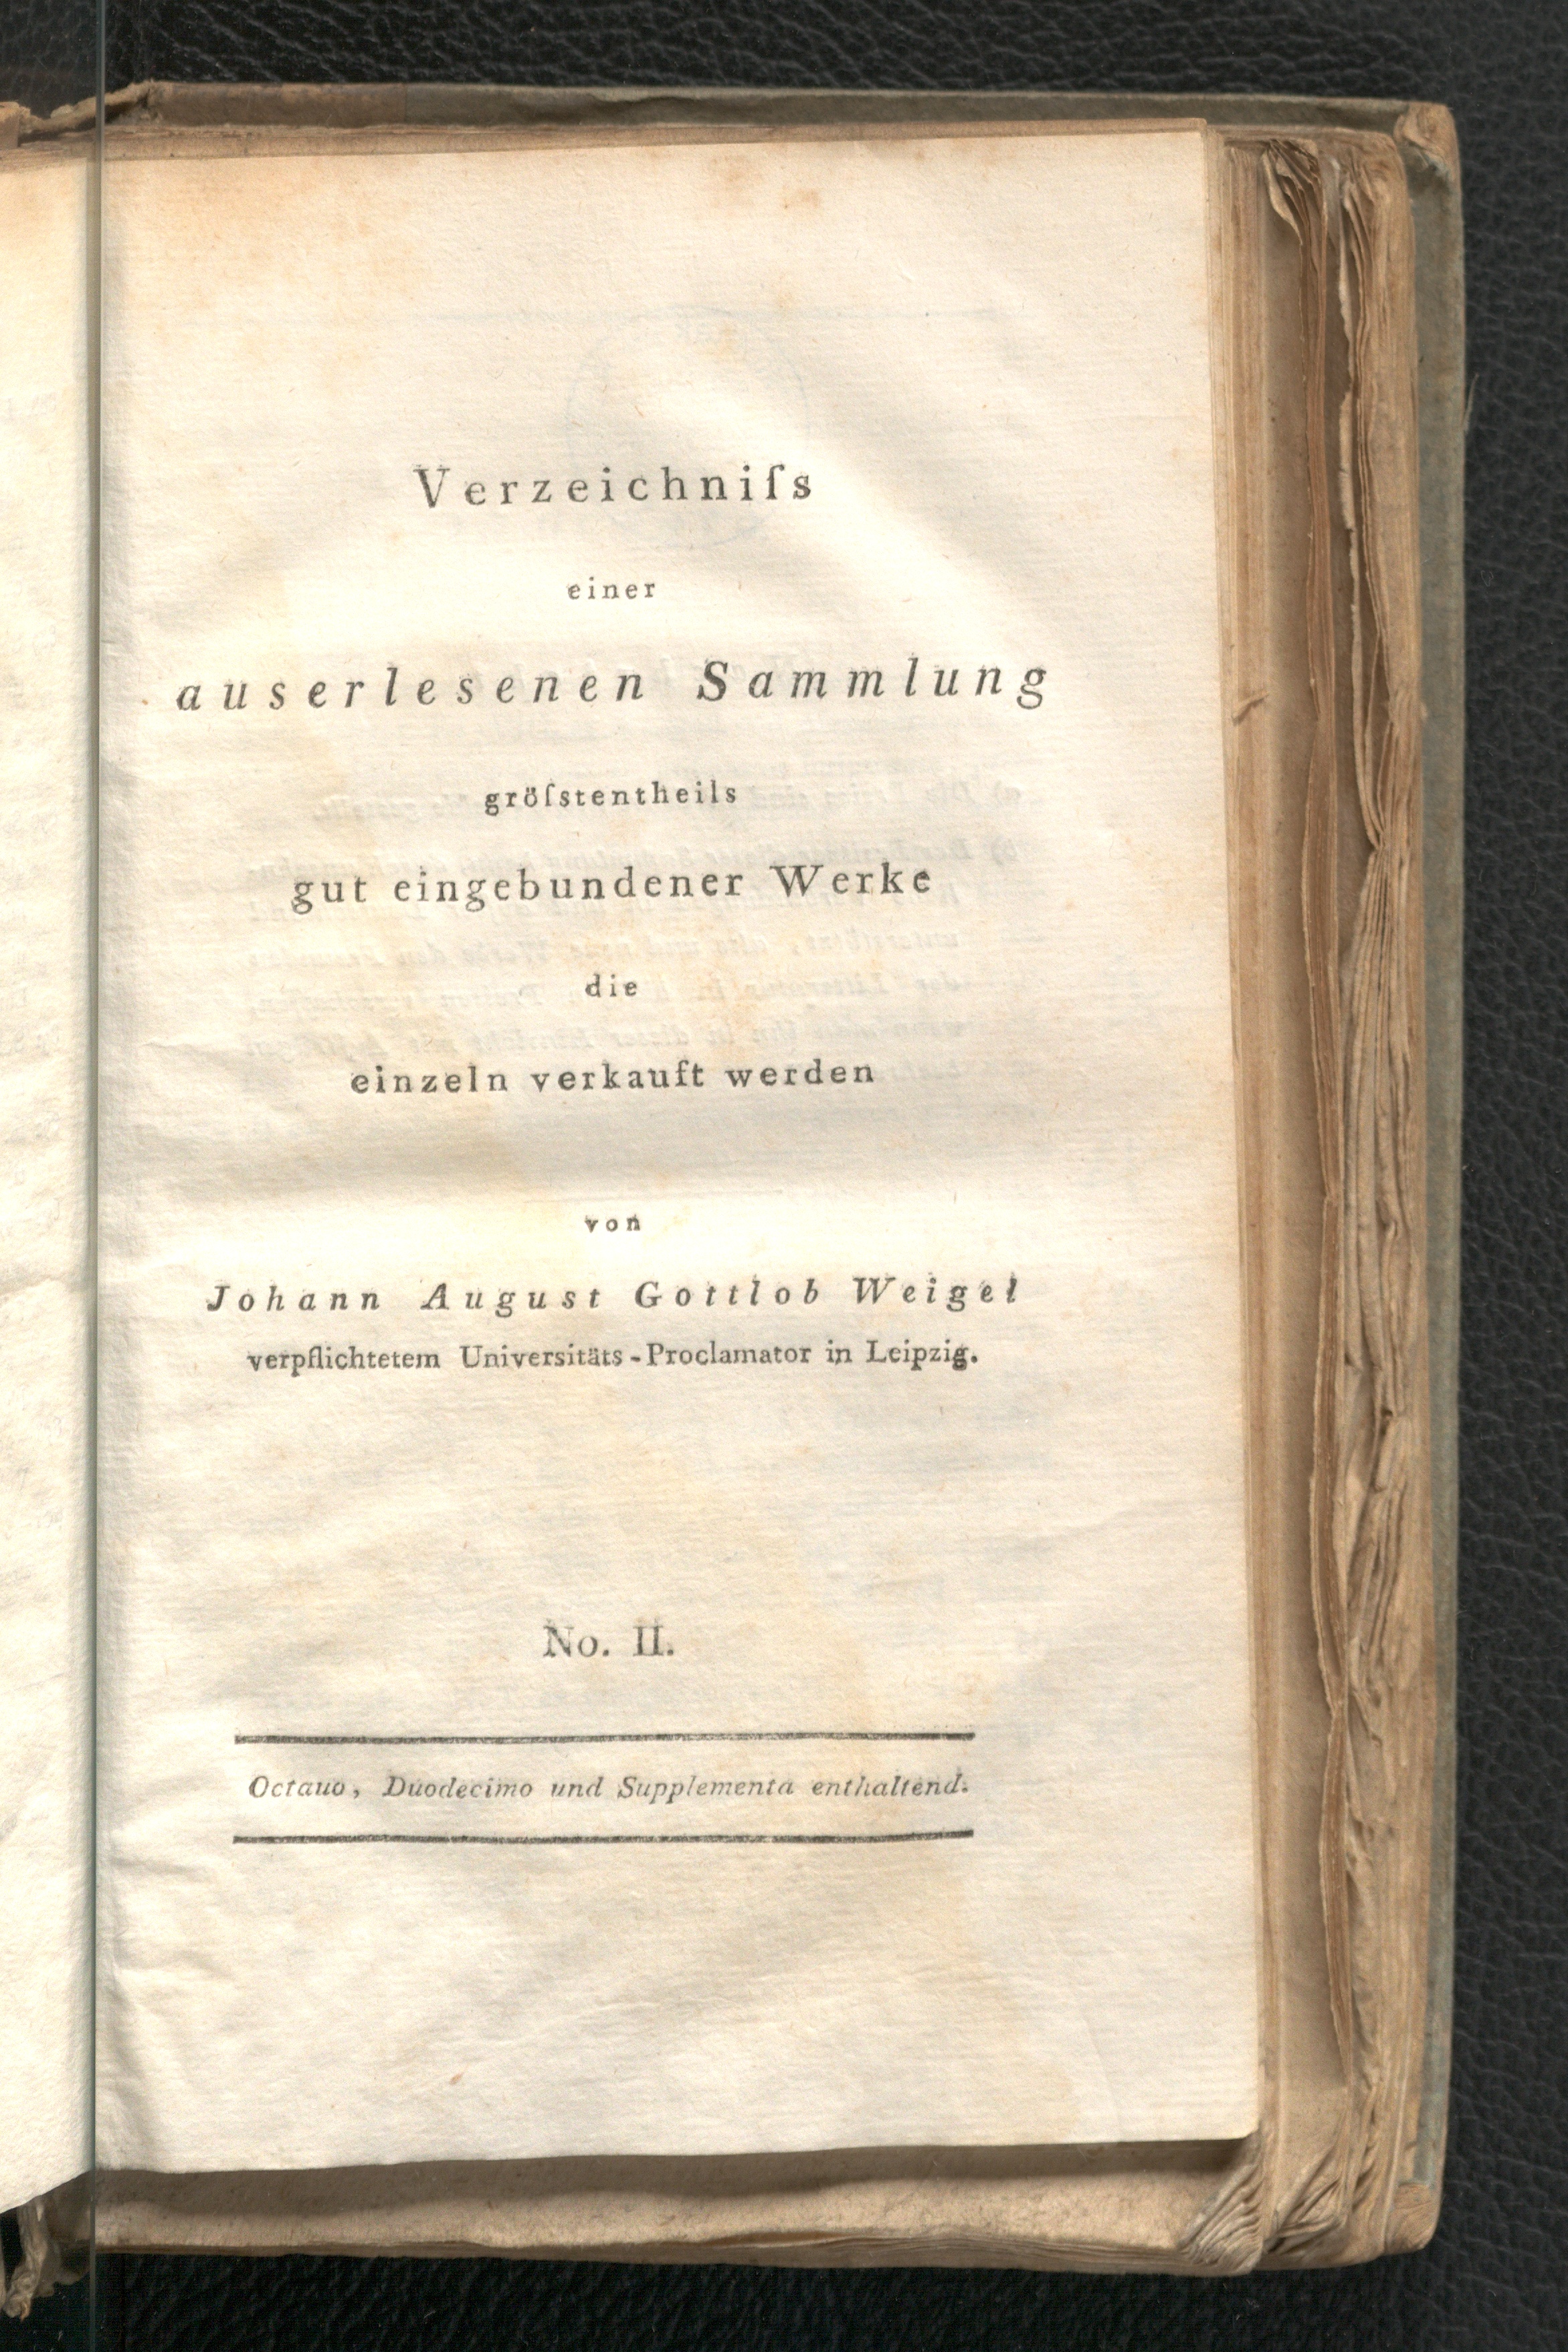 Verzeichniſs
einer
auserlesenen Sammlung
gröſstentheils
gut eingebundener Werke
die
einzeln verkauft werden
von
Johann August Gottlob Weigel
verpflichtetem Universitäts-Proclamator in Leipzig.
No. II.
Octauo, Duodecimo und Supplementa enthaltend.